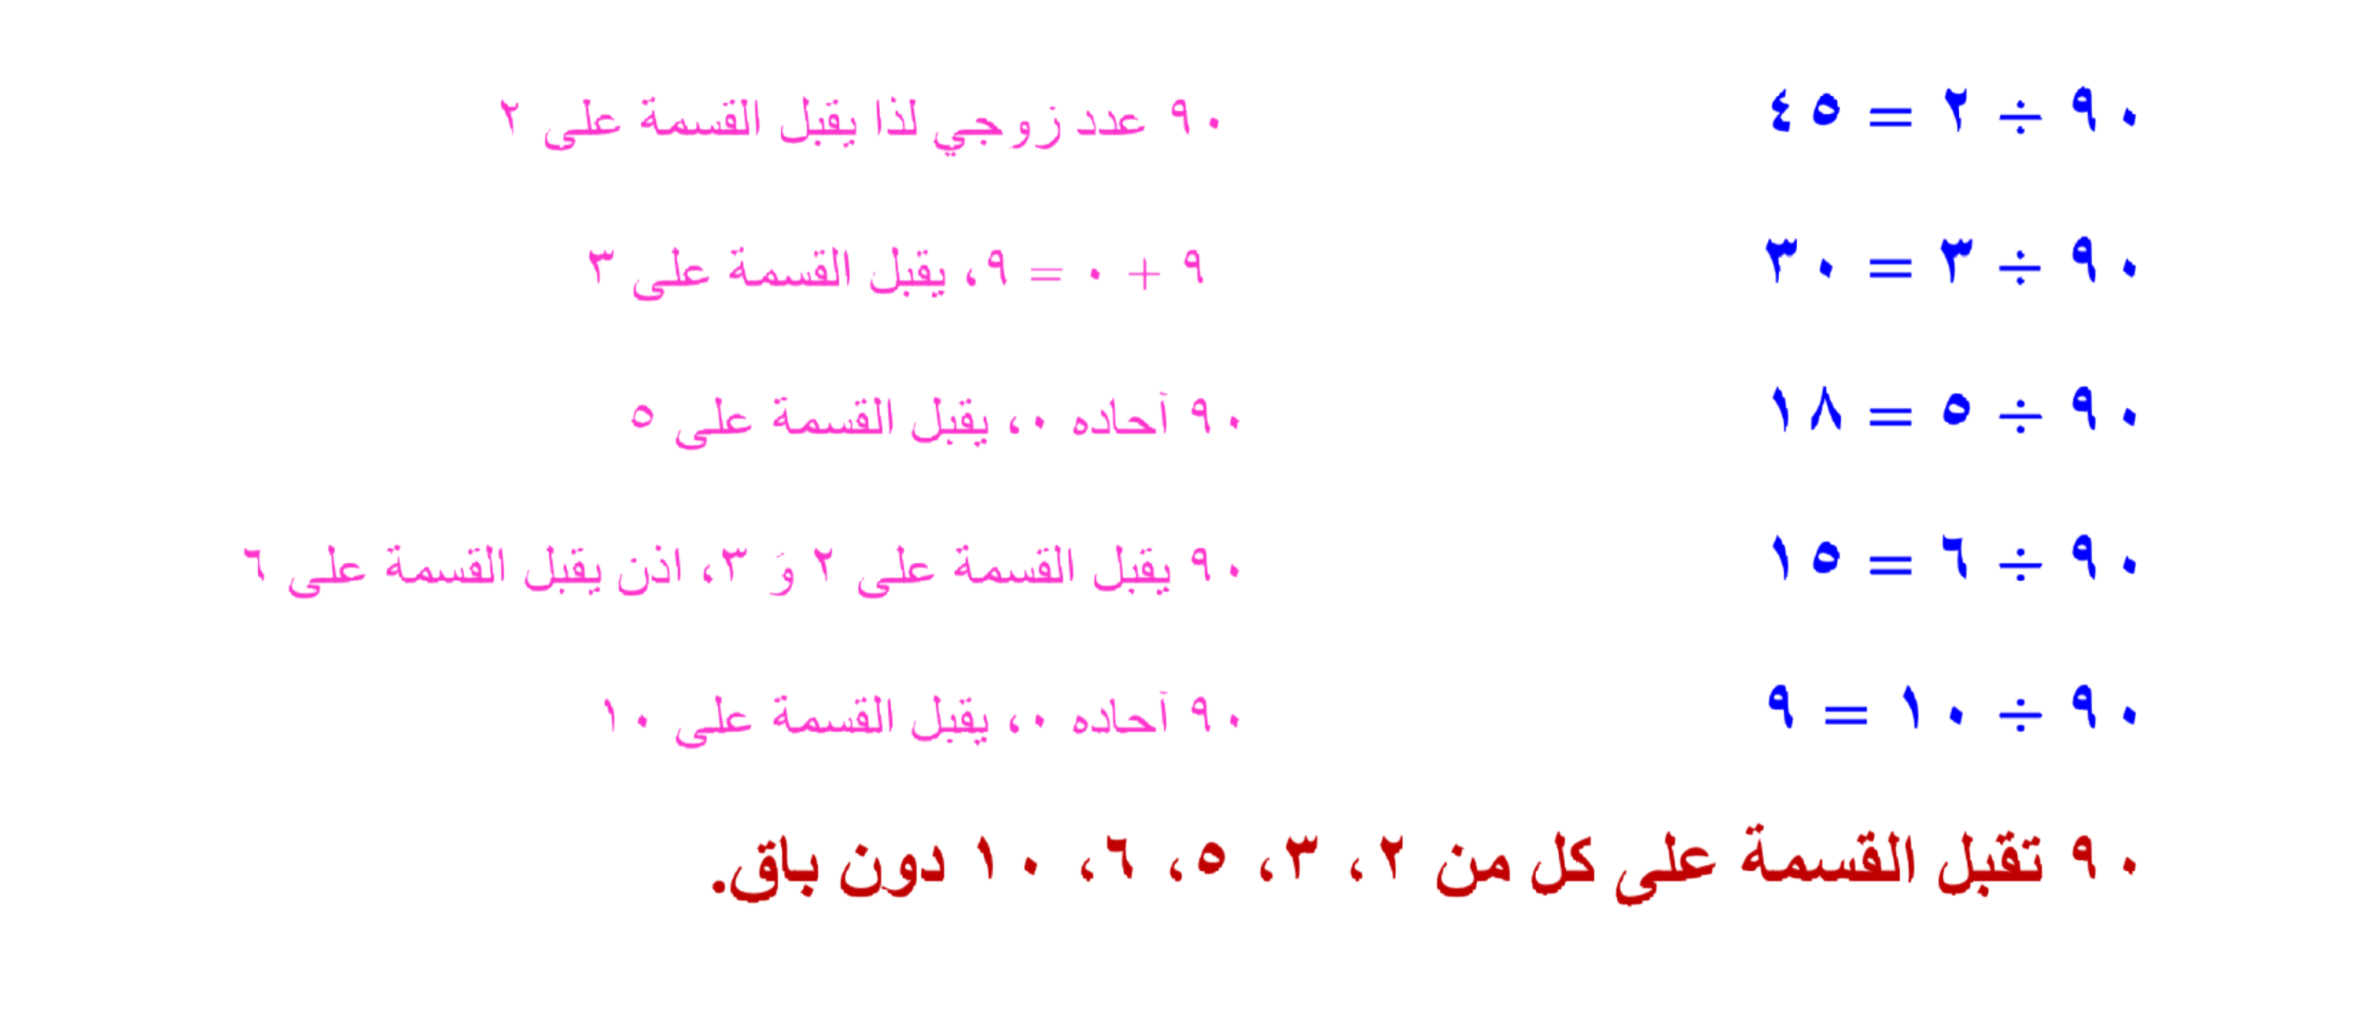 ٩٠ ÷ ٢ = ٤٥ ٩٠ عدد زوجي لذا يقبل القسمة على ٢
٩٠ ÷ ٣ = ٣٠ ٩ + ٠ = ٩، يقبل القسمة على ٣
٩٠ ÷ ٥ = ١٨ ٩٠ آحاده ٠، يقبل القسمة على ٥
٩٠ ÷ ٦ = ١٥ ٩٠ يقبل القسمة على ٢ وَ ٣، اذن يقبل القسمة على ٦
٩٠ ÷ ١٠ = ٩ ٩٠ آحاده ٠، يقبل القسمة على ١٠
٩٠ تقبل القسمة على كل من ٢، ٣، ٥، ٦، ١٠ دون باق.